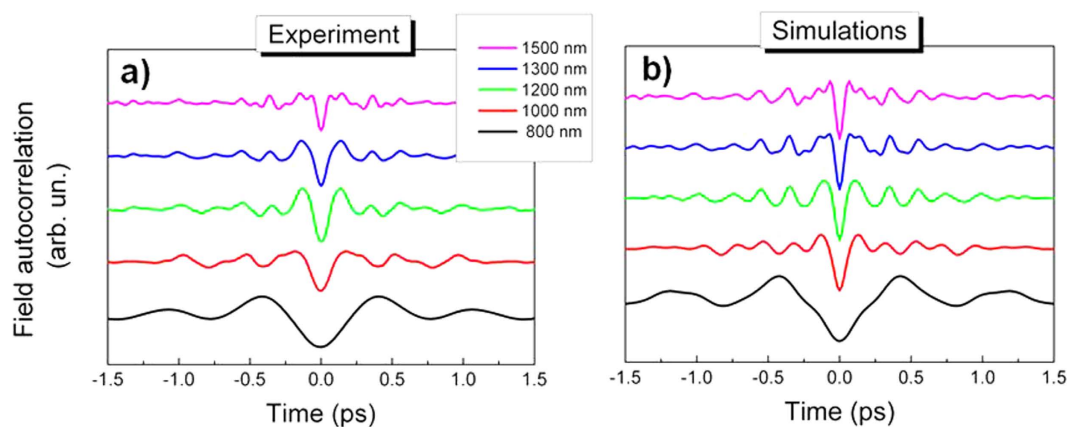 Experiment
Simulations
1500 nm
1300 nm
1200 nm
1000 nm
800 nm
a)
b)
Field autocorrelation
(arb. un.)
-1.5 -1.0 -0.5 0.0 0.5 1.0 1.5
-1.5 -1.0 -0.5 0.0 0.5 1.0 1.5
Time (ps)
Time (ps)